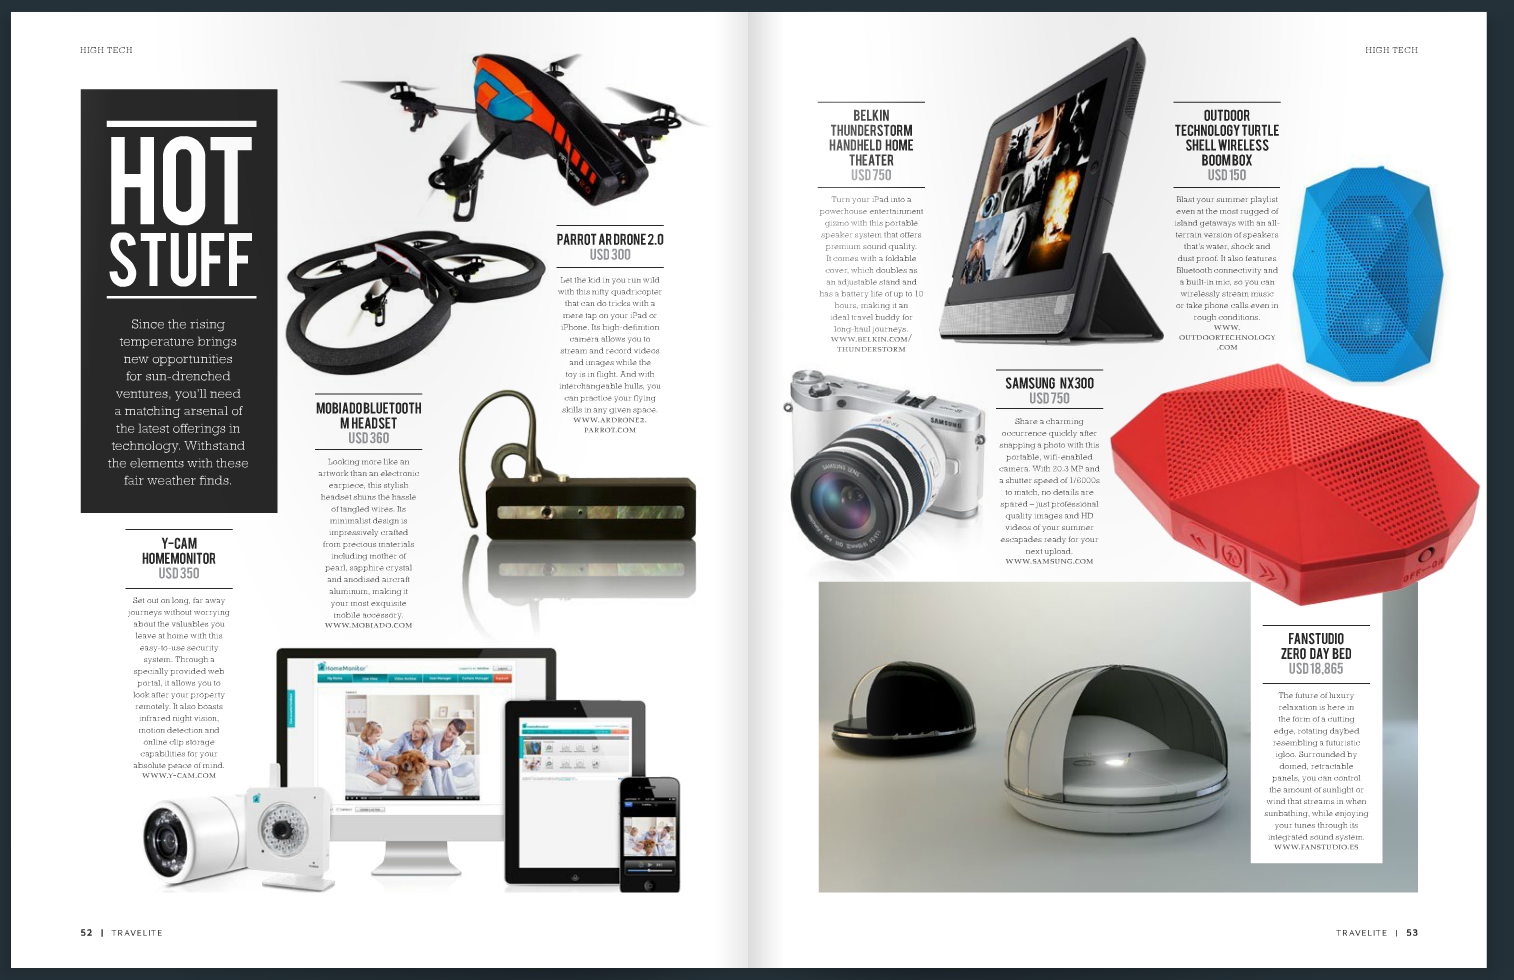 HIGH TECH
HOT
STUFF
Since the rising
temperature brings
new opportunities
for sun-drenched
ventures, you'll need
a matching arsenal of
the latest offerings in
technology. Withstand
the elements with these
fair weather finds.
PARROT AR DRONE 2.0
USD 300
Let the kid in you run wild
with this nifty quadricopter
that can do tricks with a
mere tap on your iPad or
iPhone. Its high-definition
camera allows you to
stream and record videos
and images while the
toy is in flight. And with
interchangeable hulls, you
can practice your flying
skills in any given space.
WWW.ARDRONE2.
PARROT.COM
MOBIADO BLUETOOTH
M HEADSET
USD 360
Looking more like an
artwork than an electronic
earpiece, this stylish
headset shuns the hassle
of tangled wires. Its
minimalist design is
impressively crafted
from precious materials
including mother of
pearl, sapphire crystal
and anodised aircraft
aluminum, making it
your most exquisite
mobile accessory.
WWW.MOBIADO.COM
Y-CAM
HOMEMONITOR
USD 350
Set out on long, far away
journeys without worrying
about the valuables you
leave at home with this
easy-to-use security
system. Through a
specially provided web
portal, it allows you to
look after your property
remotely. It also boasts
infrared night vision,
motion detection and
online clip storage
capabilities for your
absolute peace of mind.
WWW.Y-CAM.COM
HomeMonitor
52 | TRAVELITE
HIGH TECH
BELKIN
THUNDERSTORM
HANDHELD HOME
THEATER
USD 750
Turn your iPad into a
powerhouse entertainment
gizmo with this portable
speaker system that offers
premium sound quality.
It comes with a foldable
cover, which doubles as
an adjustable stand and
has a battery life of up to 10
hours, making it an
ideal travel buddy for
long-haul journeys.
WWW.BELKIN.COM/
THUNDERSTORM
OUTDOOR
TECHNOLOGY TURTLE
SHELL WIRELESS
BOOM BOX
USD 150
Blast your summer playlist
even at the most rugged of
island getaways with an all-
terrain version of speakers
that's water, shock and
dust proof. It also features
Bluetooth connectivity and
a built-in mic, so you can
wirelessly stream music
or take phone calls even in
rough conditions.
WWW.
OUTDOORTECHNOLOGY
.COM
SAMSUNG NX300
USD 750
Share a charming
occurrence quickly after
snapping a photo with this
portable, wifi-enabled
camera. With 20.3 MP and
a shutter speed of 1/6000s
to match, no details are
spared – just professional
quality images and HD
videos of your summer
escapades ready for your
next upload.
WWW.SAMSUNG.COM
SAMSUNG
OFF ON
FANSTUDIO
ZERO DAY BED
USD 18,865
The future of luxury
relaxation is here in
the form of a cutting
edge, rotating daybed
resembling a futuristic
igloo. Surrounded by
domed, retractable
panels, you can control
the amount of sunlight or
wind that streams in when
sunbathing, while enjoying
your tunes through its
integrated sound system.
WWW.FANSTUDIO.ES
TRAVELITE | 53